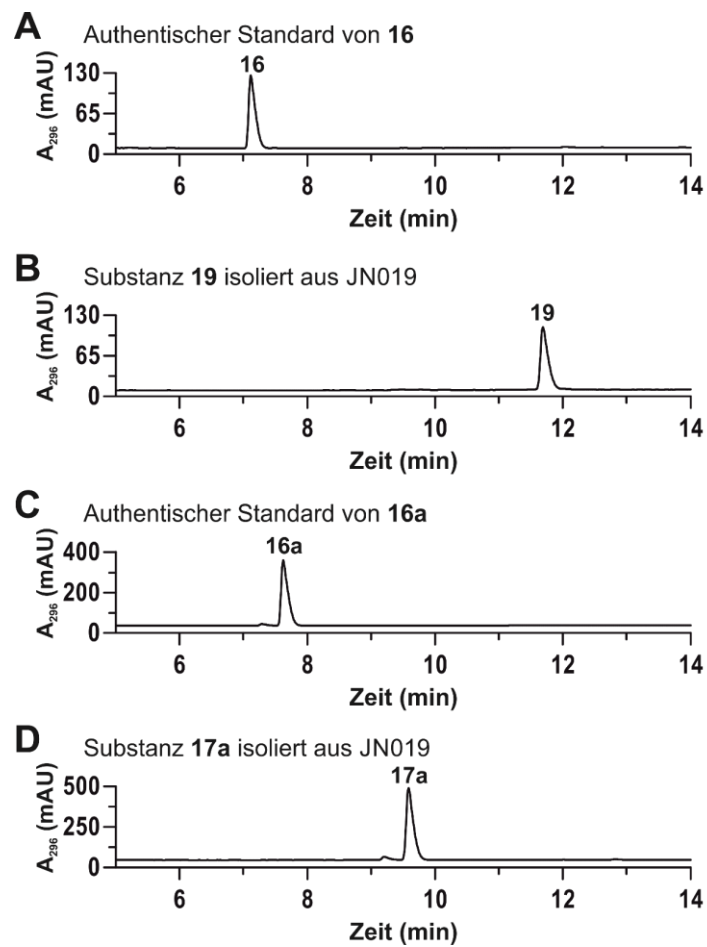 A Authentischer Standard von 16
16
130
65
0
A296 (mAU)
6 8 10 12 14
Zeit (min)
B Substanz 19 isoliert aus JN019
19
130
65
0
A296 (mAU)
6 8 10 12 14
Zeit (min)
C Authentischer Standard von 16a
16a
400
200
0
A296 (mAU)
6 8 10 12 14
Zeit (min)
D Substanz 17a isoliert aus JN019
17a
500
250
0
A296 (mAU)
6 8 10 12 14
Zeit (min)